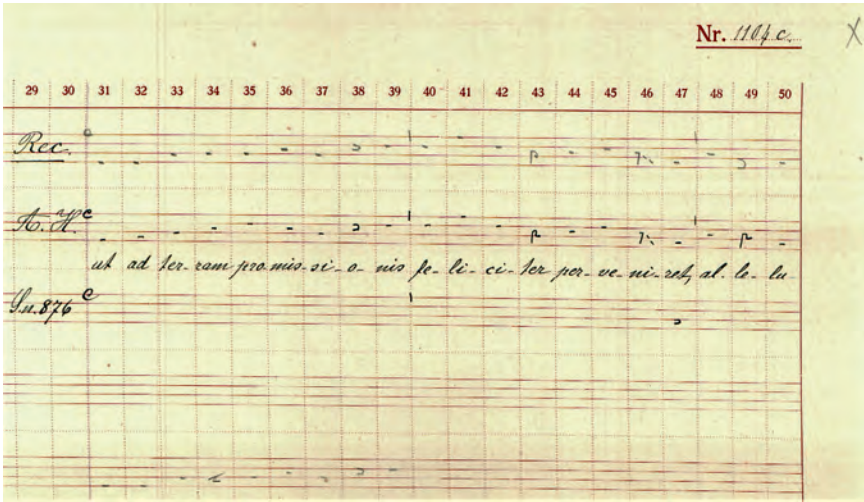 Nr. 1104 c.
X
29 30 31 32 33 34 35 36 37 38 39 40 41 42 43 44 45 46 47 48 49 50
Rec. c
A. H. c
ut ad ter- ram pro mis- si- o- nis fe- li- ci- ter per- ve- ni- ret, al- le- lu
S.n. 876 c